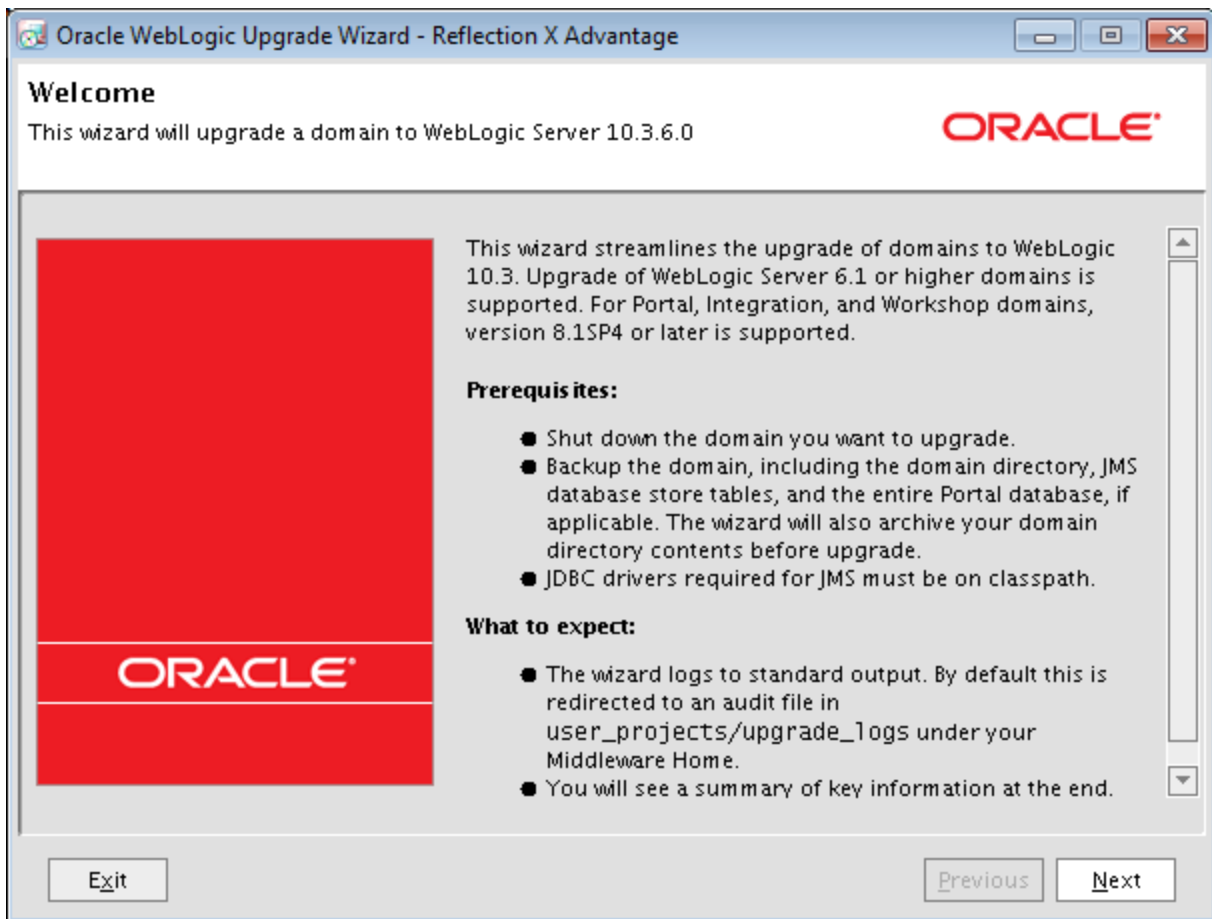 Oracle WebLogic Upgrade Wizard - Reflection X Advantage
Welcome
This wizard will upgrade a domain to WebLogic Server 10.3.6.0
ORACLE
This wizard streamlines the upgrade of domains to WebLogic
10.3. Upgrade of WebLogic Server 6.1 or higher domains is
supported. For Portal, Integration, and Workshop domains,
version 8.1SP4 or later is supported.
Prerequisites:
● Shut down the domain you want to upgrade.
● Backup the domain, including the domain directory, JMS
database store tables, and the entire Portal database, if
applicable. The wizard will also archive your domain
directory contents before upgrade.
● JDBC drivers required for JMS must be on classpath.
What to expect:
● The wizard logs to standard output. By default this is
redirected to an audit file in
user_projects/upgrade_logs under your
Middleware Home.
● You will see a summary of key information at the end.
ORACLE
Exit
Previous
Next